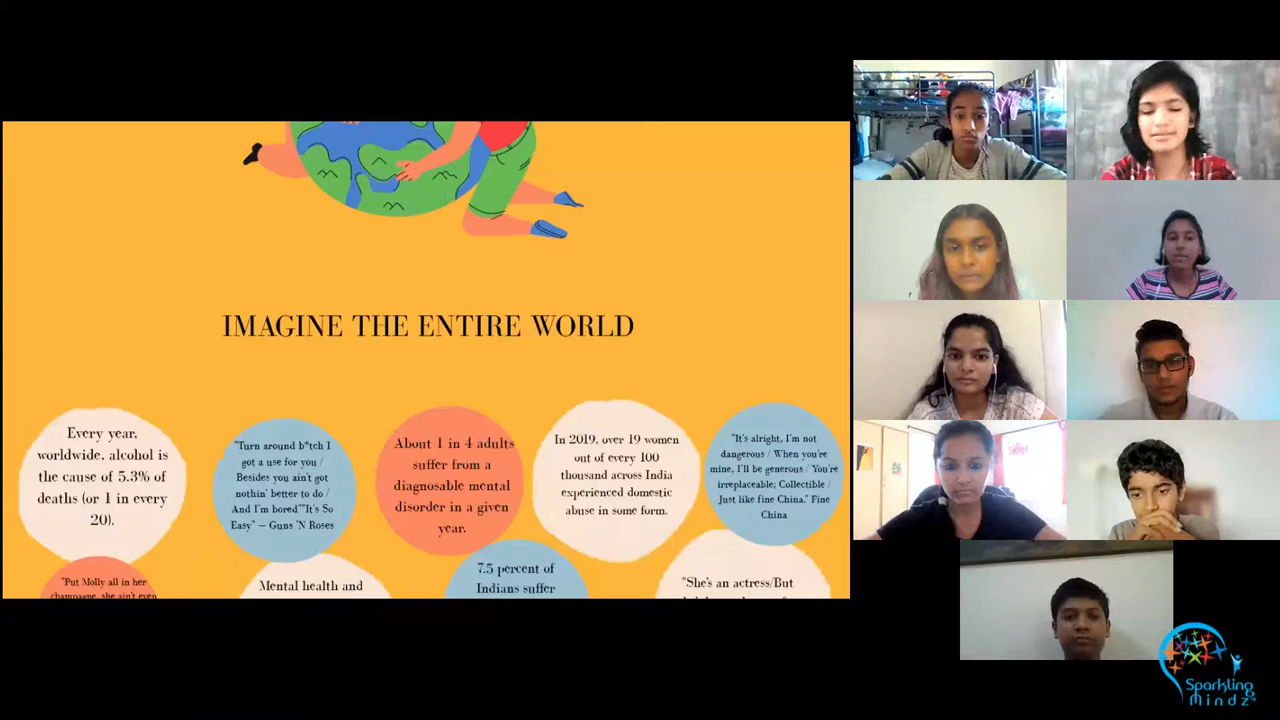 IMAGINE THE ENTIRE WORLD
Every year,
worldwide, alcohol is
the cause of 5.3% of
deaths (or 1 in every
20).
"Turn around b*tch I
got a use for you /
Besides you ain't got
nothin' better to do /
And I'm bored""It's So
Easy" – Guns 'N Roses
About 1 in 4 adults
suffer from a
diagnosable mental
disorder in a given
year.
In 2019, over 19 women
out of every 100
thousand across India
experienced domestic
abuse in some form.
"It's alright, I'm not
dangerous / When you're
mine, I'll be generous / You're
irreplaceable; Collectible /
Just like fine China." Fine
China
"Put Molly all in her
champagne, she ain't even
Mental health and
7.5 percent of
Indians suffer
"She's an actress/But
Sparkling
Mindz